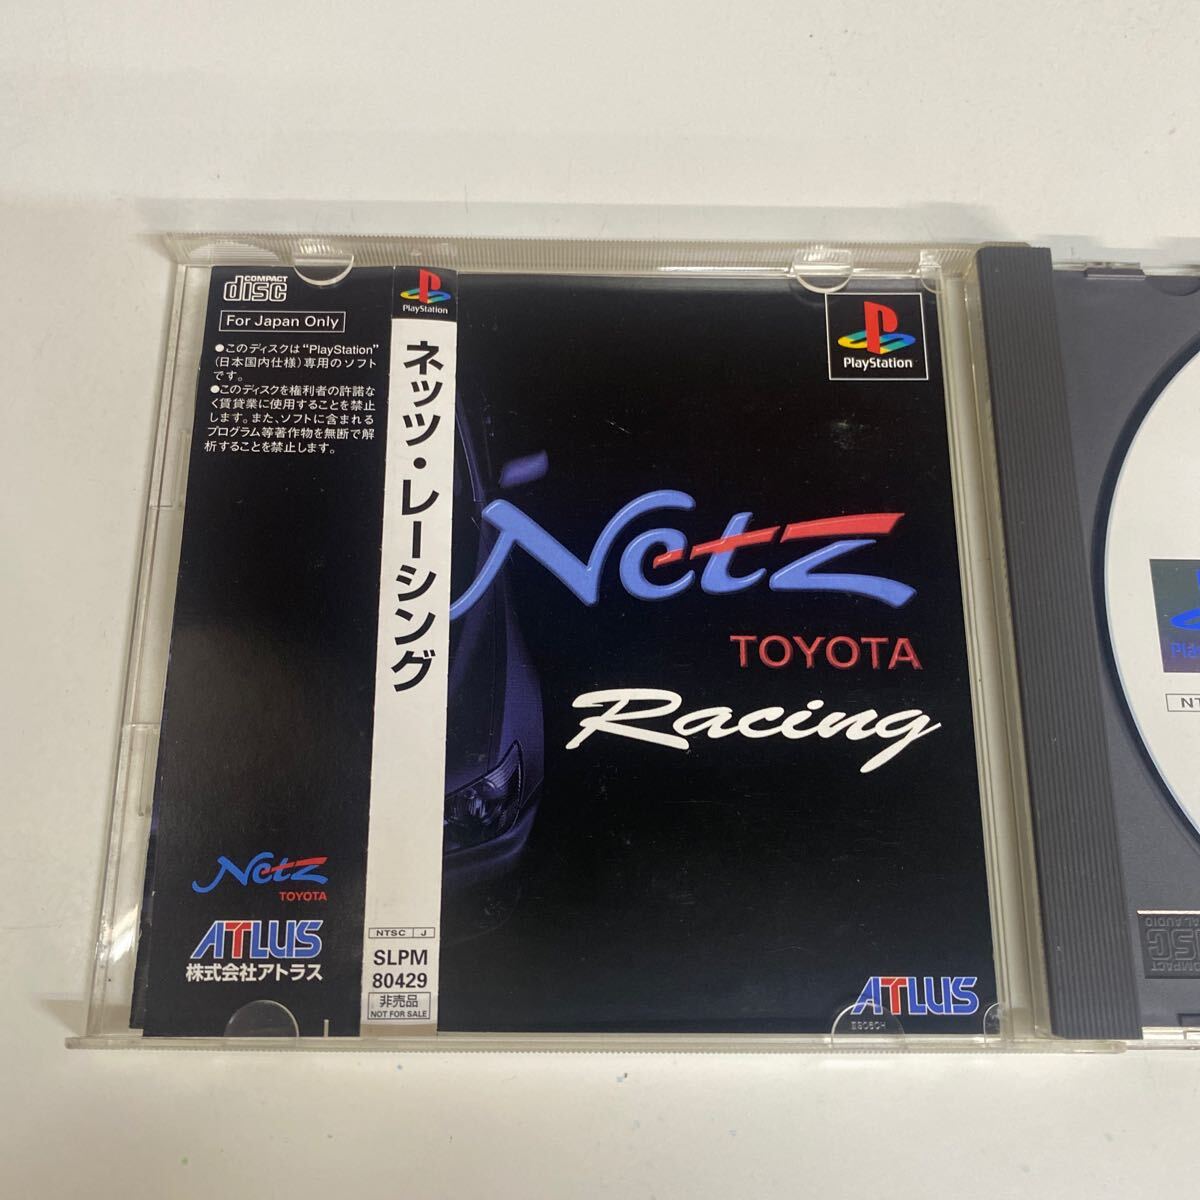 COMPACT
disc
For Japan Only
●このディスクは"PlayStation"
(日本国内仕様)専用のソフト
です。
●このディスクを権利者の許諾な
く賃貸業に使用することを禁止
します。また、ソフトに含まれる
プログラム等著作物を無断で解
析することを禁止します。
Netz
TOYOTA
ATLUS
株式会社アトラス
PlayStation
ネッツ・レーシング
NTSC J
SLPM
80429
非売品
NOT FOR SALE
PlayStation
Netz
TOYOTA
Racing
ATLUS